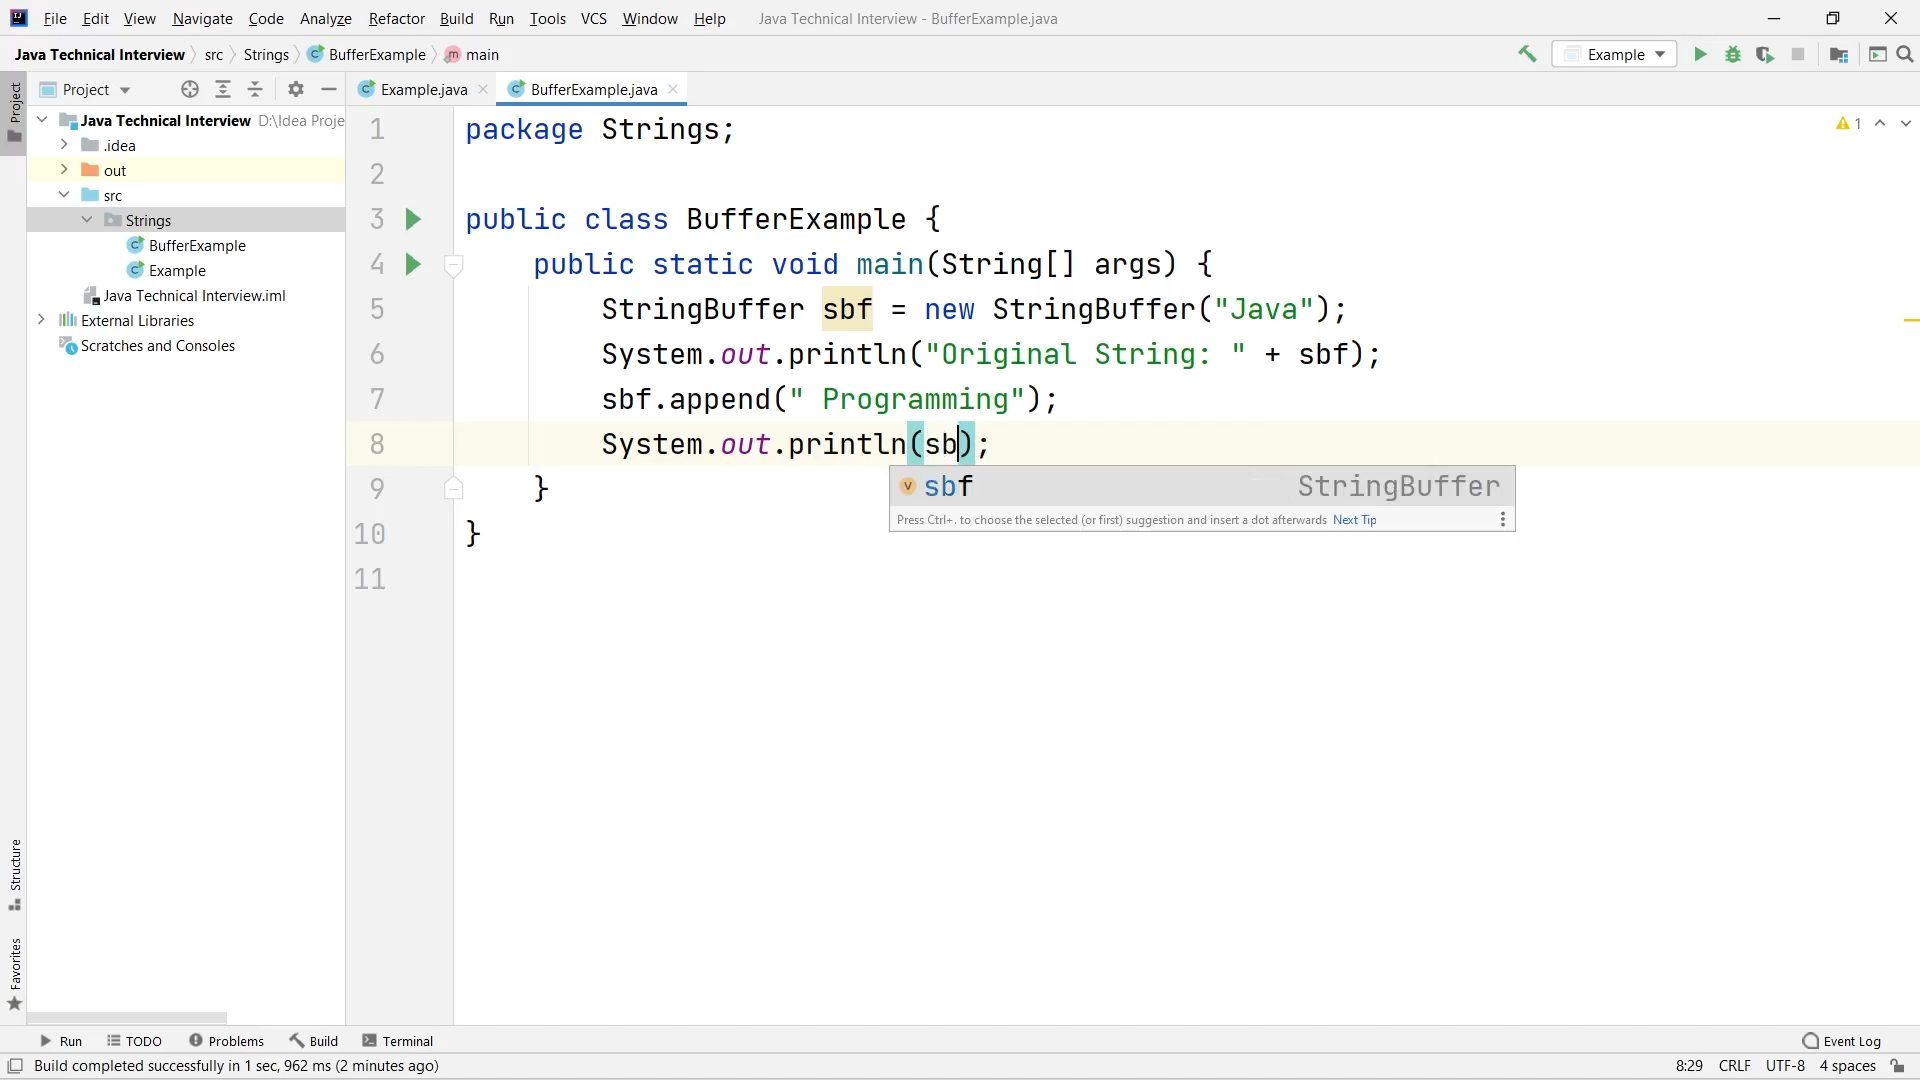 File Edit View Navigate Code Analyze Refactor Build Run Tools VCS Window Help Java Technical Interview - BufferExample.java
Java Technical Interview src Strings BufferExample main Example
Project Example.java BufferExample.java
Project
Java Technical Interview D:\Idea Proje
.idea
out
src
Strings
BufferExample
Example
Java Technical Interview.iml
External Libraries
Scratches and Consoles
1 package Strings;
2
3 public class BufferExample {
4 public static void main(String[] args) {
5 StringBuffer sbf = new StringBuffer("Java");
6 System.out.println("Original String: " + sbf);
7 sbf.append(" Programming");
8 System.out.println(sb);
9 }
10 }
11
1
sbf StringBuffer
Press Ctrl+. to choose the selected (or first) suggestion and insert a dot afterwards Next Tip
Structure
Favorites
Run TODO Problems Build Terminal Event Log
Build completed successfully in 1 sec, 962 ms (2 minutes ago) 8:29 CRLF UTF-8 4 spaces